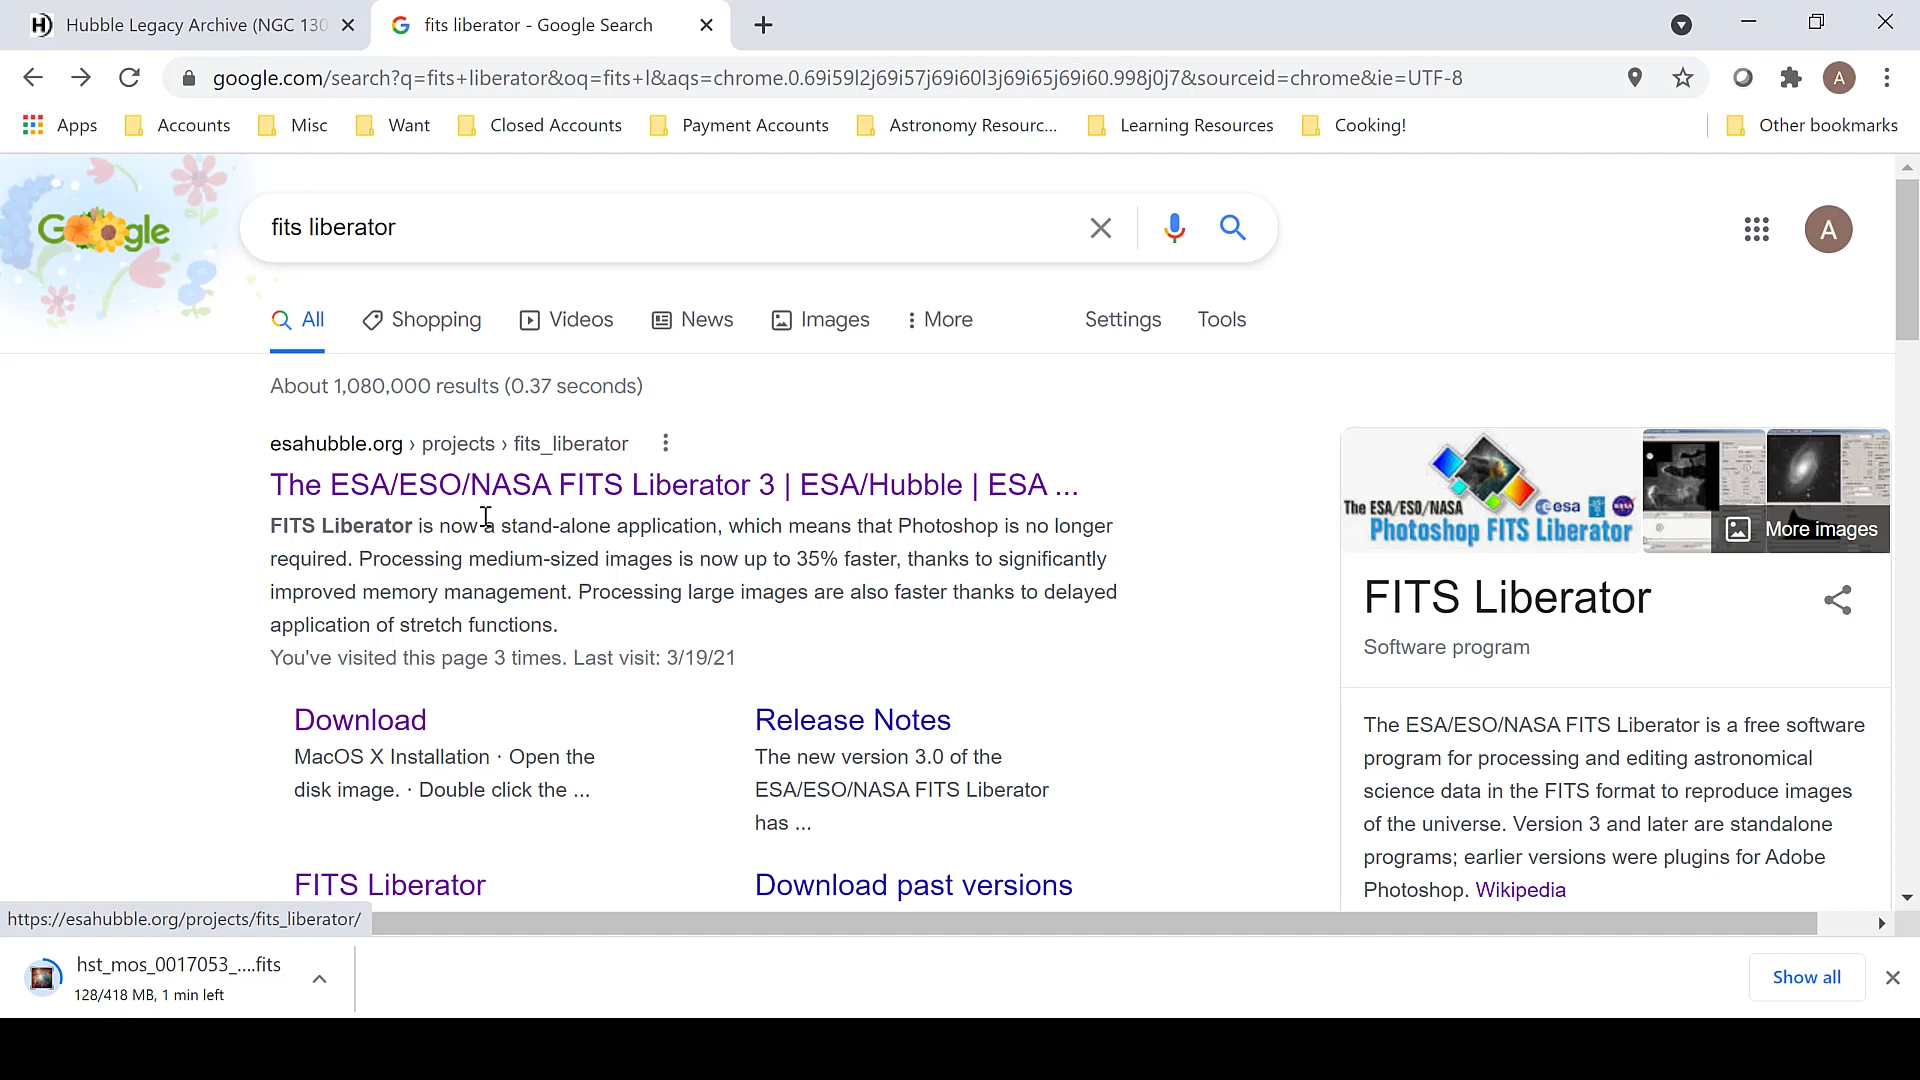 Hubble Legacy Archive (NGC 130
fits liberator - Google Search
google.com/search?q=fits+liberator&oq=fits+l&aqs=chrome.0.69i59l2j69i57j69i60l3j69i65j69i60.998j0j7&sourceid=chrome&ie=UTF-8
A
Apps
Accounts
Misc
Want
Closed Accounts
Payment Accounts
Astronomy Resourc...
Learning Resources
Cooking!
Other bookmarks
Google
fits liberator
A
All
Shopping
Videos
News
Images
More
Settings
Tools
About 1,080,000 results (0.37 seconds)
esahubble.org › projects › fits_liberator
The ESA/ESO/NASA FITS Liberator 3 | ESA/Hubble | ESA ...
FITS Liberator is now a stand-alone application, which means that Photoshop is no longer
required. Processing medium-sized images is now up to 35% faster, thanks to significantly
improved memory management. Processing large images are also faster thanks to delayed
application of stretch functions.
You've visited this page 3 times. Last visit: 3/19/21
Download
MacOS X Installation · Open the
disk image. · Double click the ...
Release Notes
The new version 3.0 of the
ESA/ESO/NASA FITS Liberator
has ...
FITS Liberator
Download past versions
The ESA/ESO/NASA
Photoshop FITS Liberator
esa
More images
FITS Liberator
Software program
The ESA/ESO/NASA FITS Liberator is a free software
program for processing and editing astronomical
science data in the FITS format to reproduce images
of the universe. Version 3 and later are standalone
programs; earlier versions were plugins for Adobe
Photoshop. Wikipedia
https://esahubble.org/projects/fits_liberator/
hst_mos_0017053_....fits
128/418 MB, 1 min left
Show all